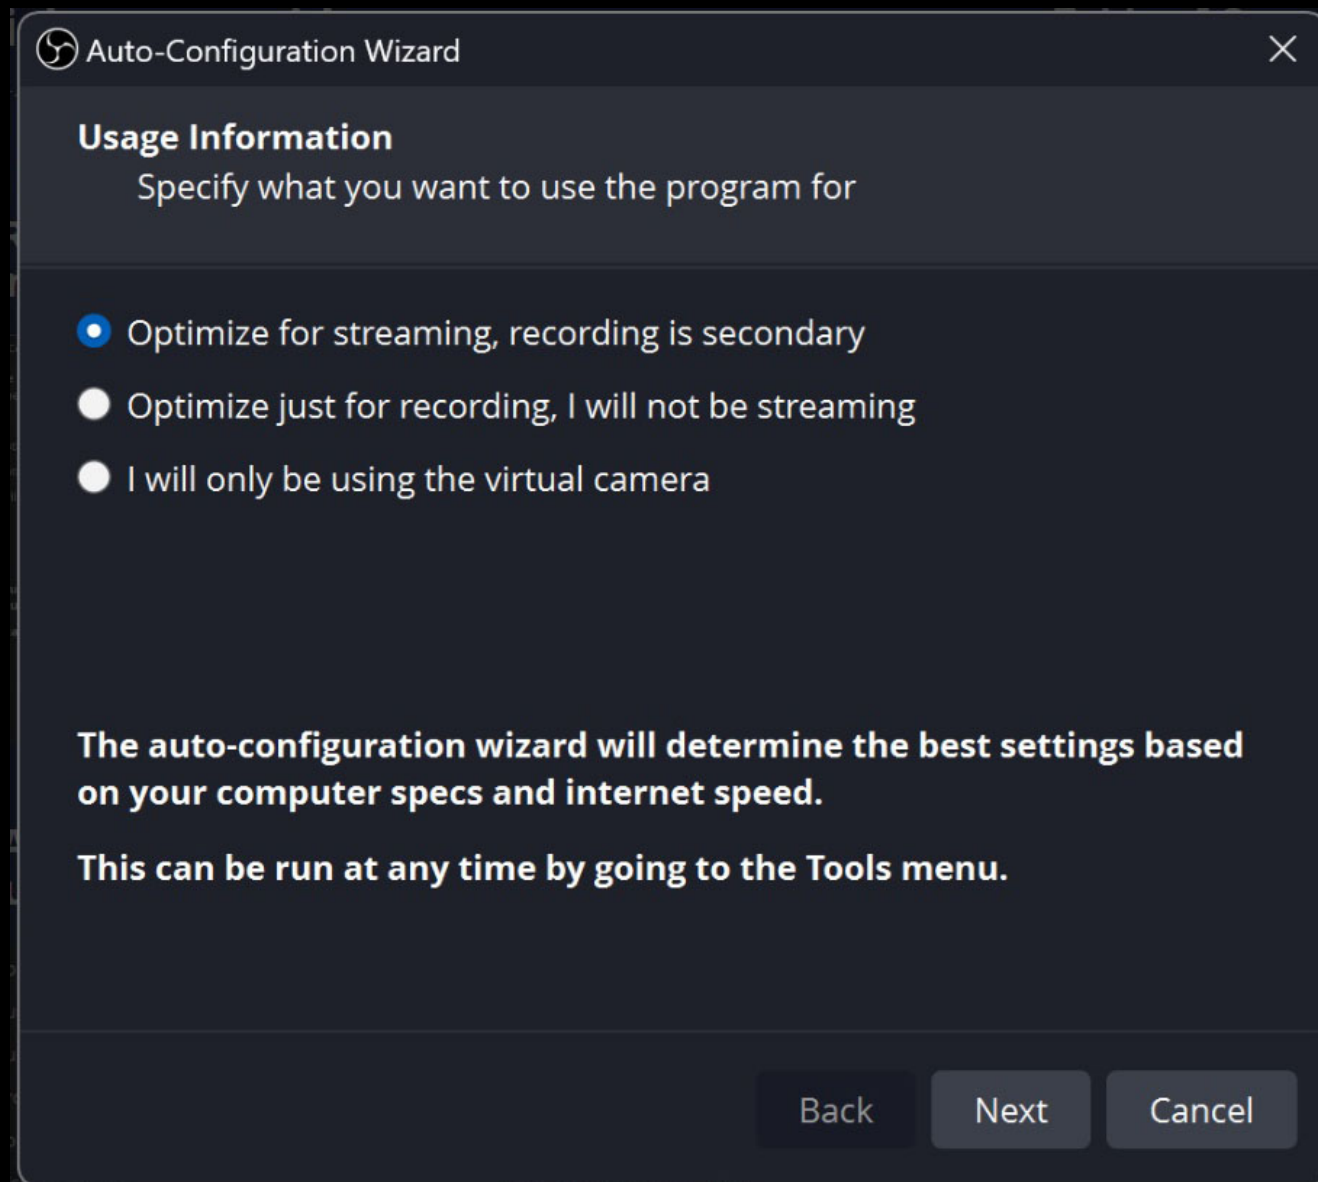 Auto-Configuration Wizard
Usage Information
Specify what you want to use the program for
Optimize for streaming, recording is secondary
Optimize just for recording, I will not be streaming
I will only be using the virtual camera
The auto-configuration wizard will determine the best settings based
on your computer specs and internet speed.
This can be run at any time by going to the Tools menu.
Back Next Cancel